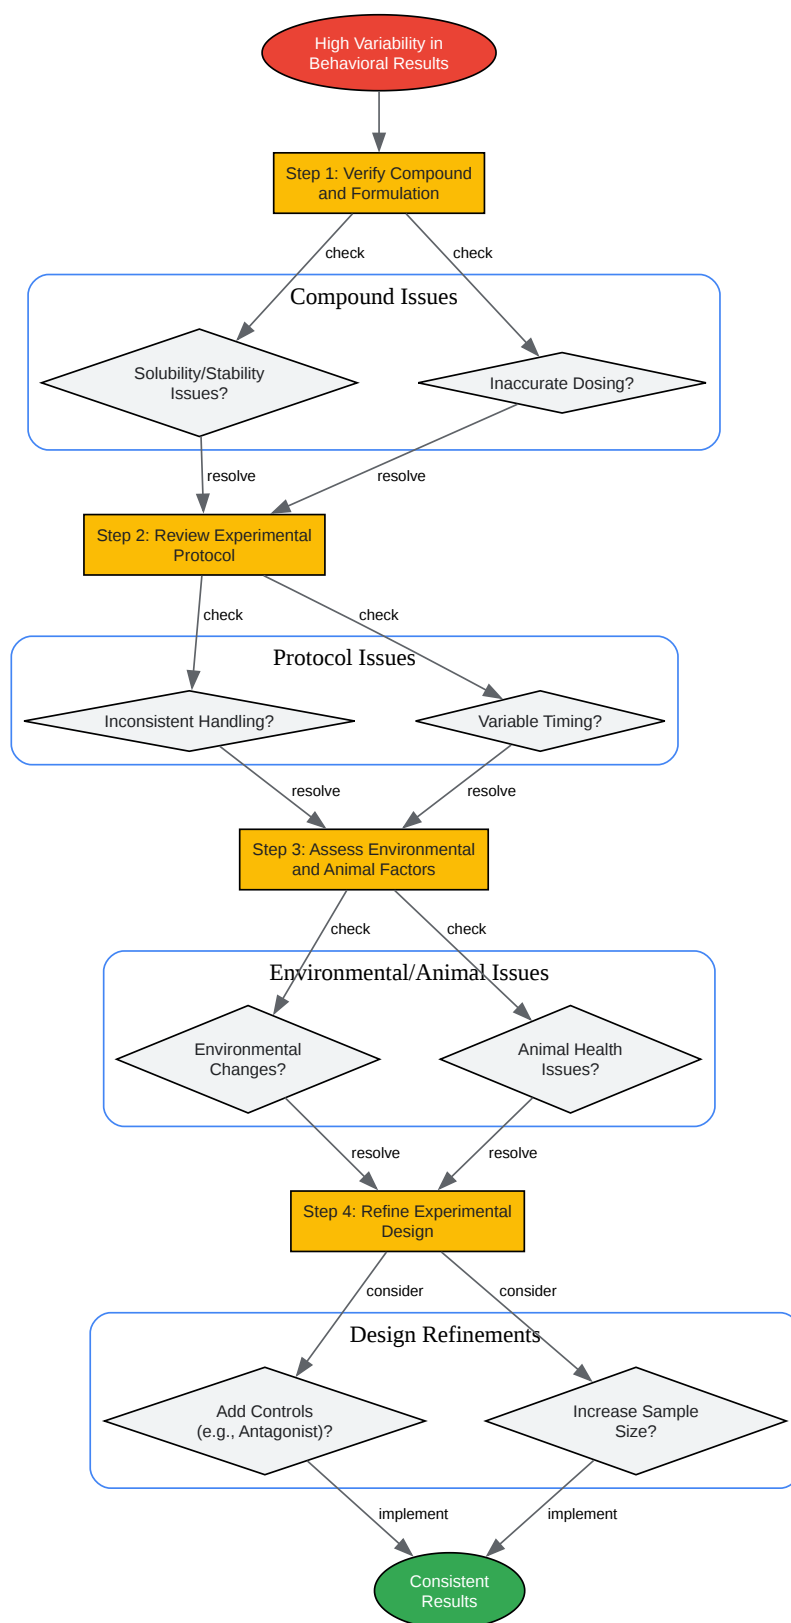 High Variability in
Behavioral Results
Step 1: Verify Compound
and Formulation
check
check
Compound Issues
Solubility/Stability
Issues?
Inaccurate Dosing?
resolve
resolve
Step 2: Review Experimental
Protocol
check
check
Protocol Issues
Inconsistent Handling?
Variable Timing?
resolve
resolve
Step 3: Assess Environmental
and Animal Factors
check
check
Environmental/Animal Issues
Environmental
Changes?
Animal Health
Issues?
resolve
resolve
Step 4: Refine Experimental
Design
consider
consider
Design Refinements
Add Controls
(e.g., Antagonist)?
Increase Sample
Size?
implement
implement
Consistent
Results